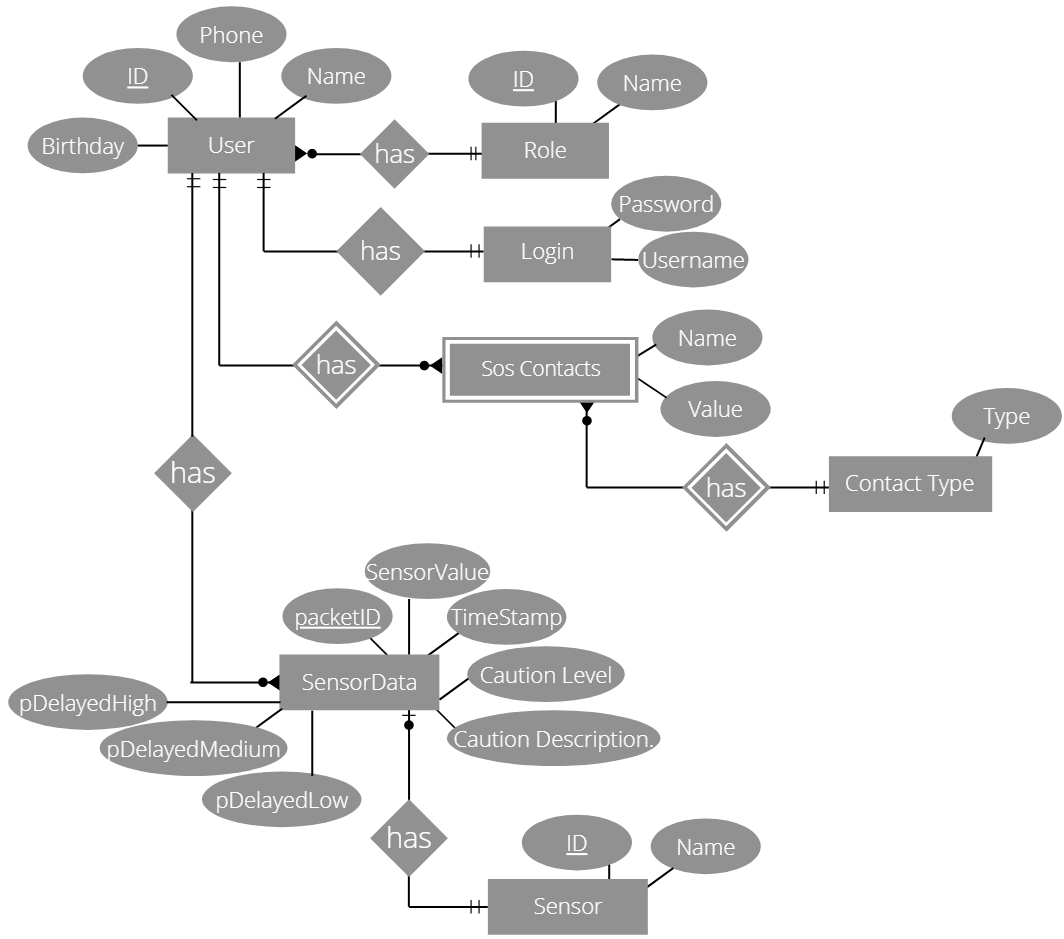 Phone
ID
Name
ID
Name
Birthday
User
has
Role
Password
has
Login
Username
Name
has
Sos Contacts
Value
Type
has
has
Contact Type
SensorValue
packetID
TimeStamp
SensorData
Caution Level
pDelayedHigh
Caution Description.
pDelayedMedium
pDelayedLow
has
ID
Name
Sensor